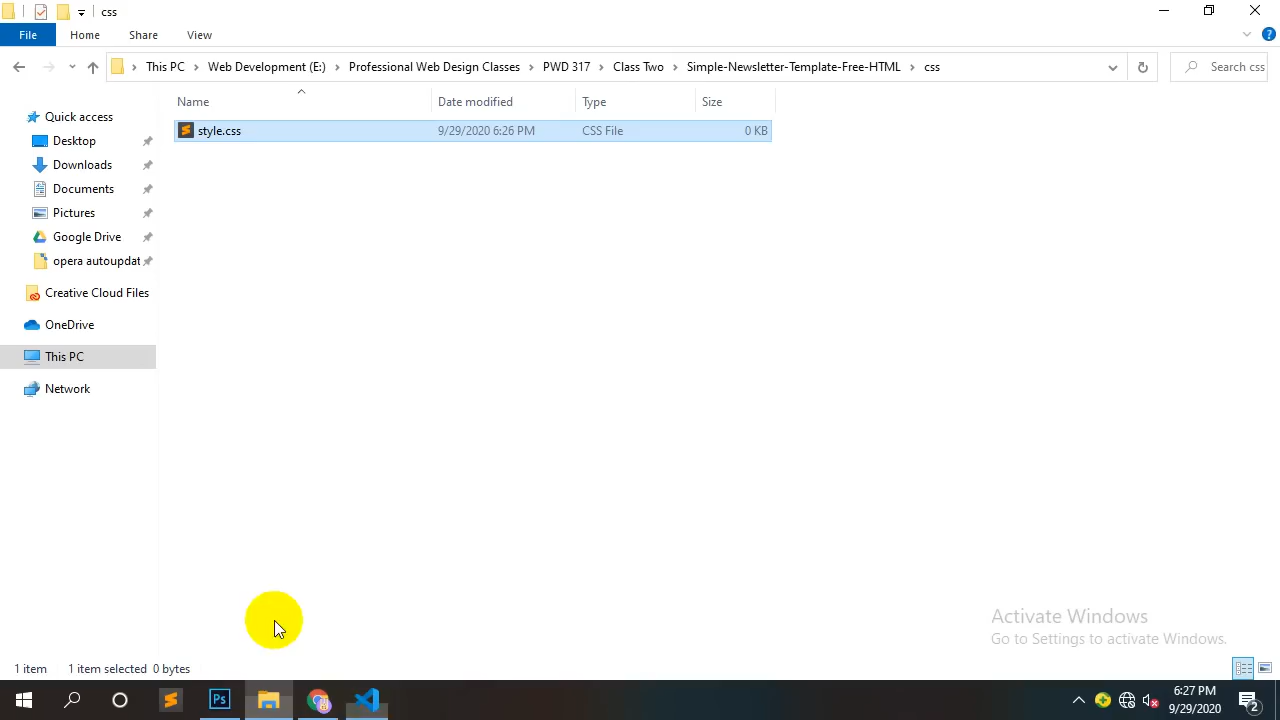 css
File Home Share View
This PC Web Development (E:) Professional Web Design Classes PWD 317 Class Two Simple-Newsletter-Template-Free-HTML css
Search css
Name Date modified Type Size
style.css 9/29/2020 6:26 PM CSS File 0 KB
Quick access
Desktop
Downloads
Documents
Pictures
Google Drive
opera autoupdat
Creative Cloud Files
OneDrive
This PC
Network
Activate Windows
Go to Settings to activate Windows.
1 item 1 item selected 0 bytes
Ps
6:27 PM
9/29/2020
2